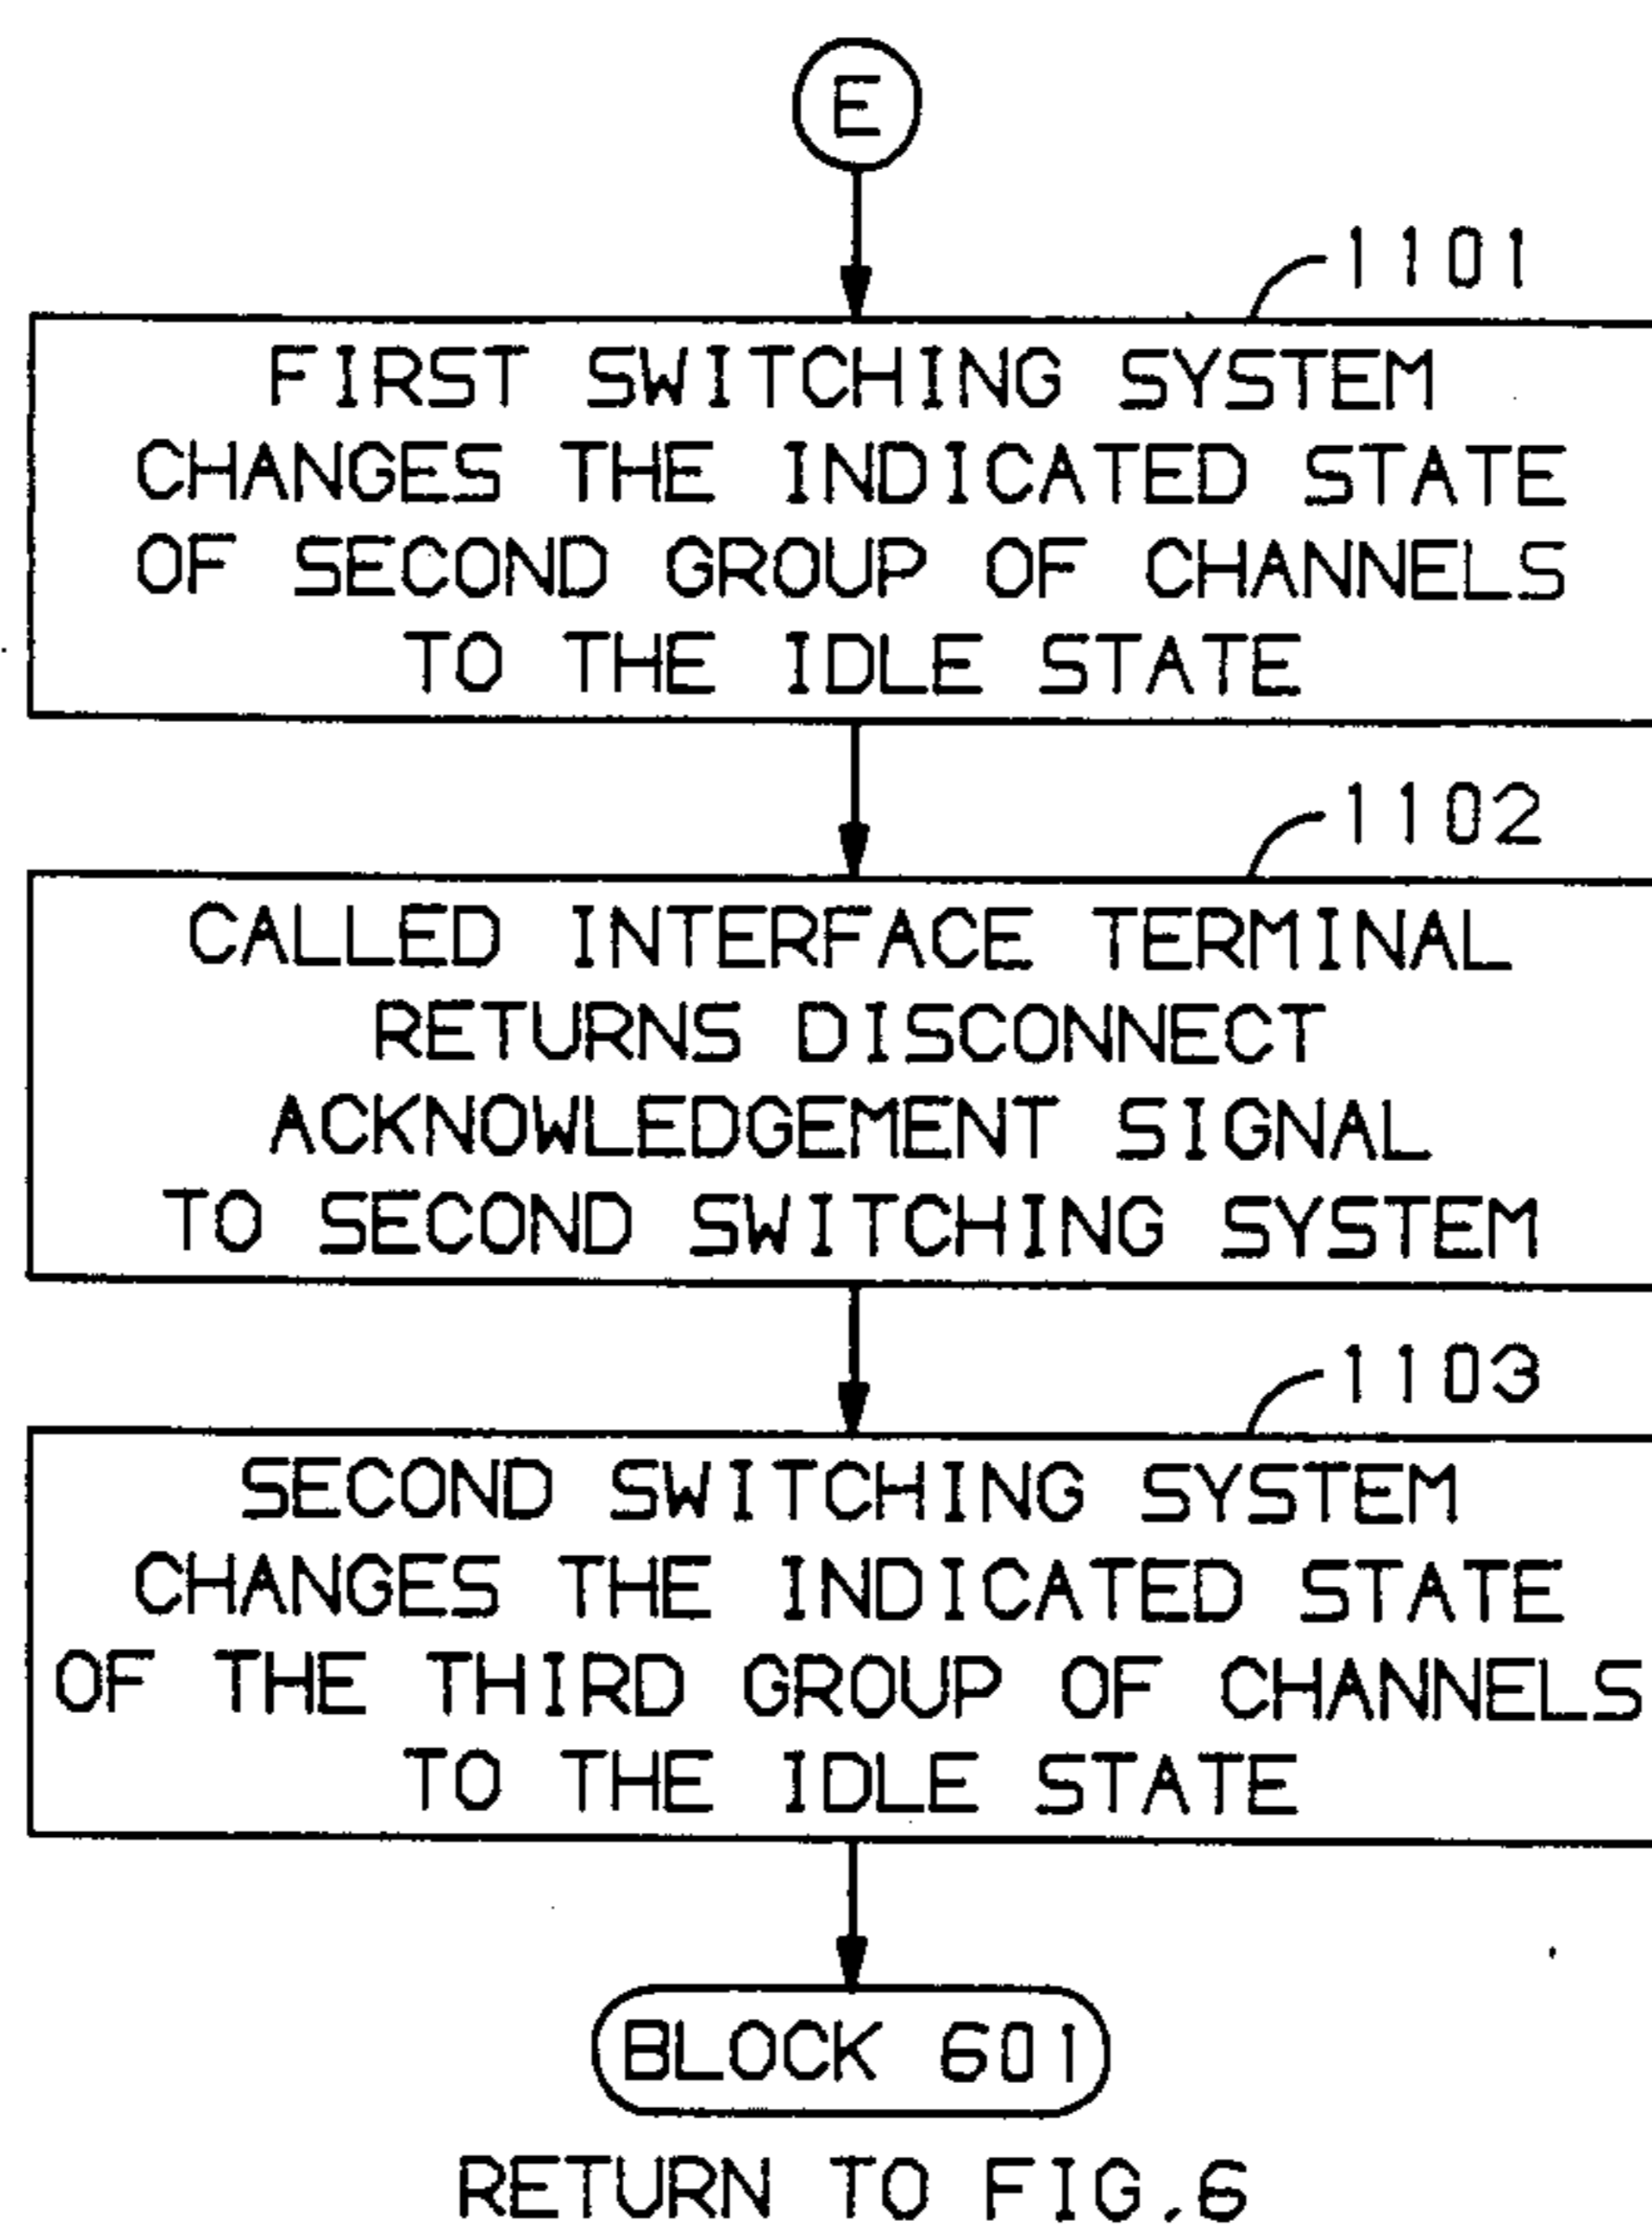 E
1101
FIRST SWITCHING SYSTEM
CHANGES THE INDICATED STATE
OF SECOND GROUP OF CHANNELS
TO THE IDLE STATE
1102
CALLED INTERFACE TERMINAL
RETURNS DISCONNECT
ACKNOWLEDGEMENT SIGNAL
TO SECOND SWITCHING SYSTEM
1103
SECOND SWITCHING SYSTEM
CHANGES THE INDICATED STATE
OF THE THIRD GROUP OF CHANNELS
TO THE IDLE STATE
BLOCK 601
RETURN TO FIG.6